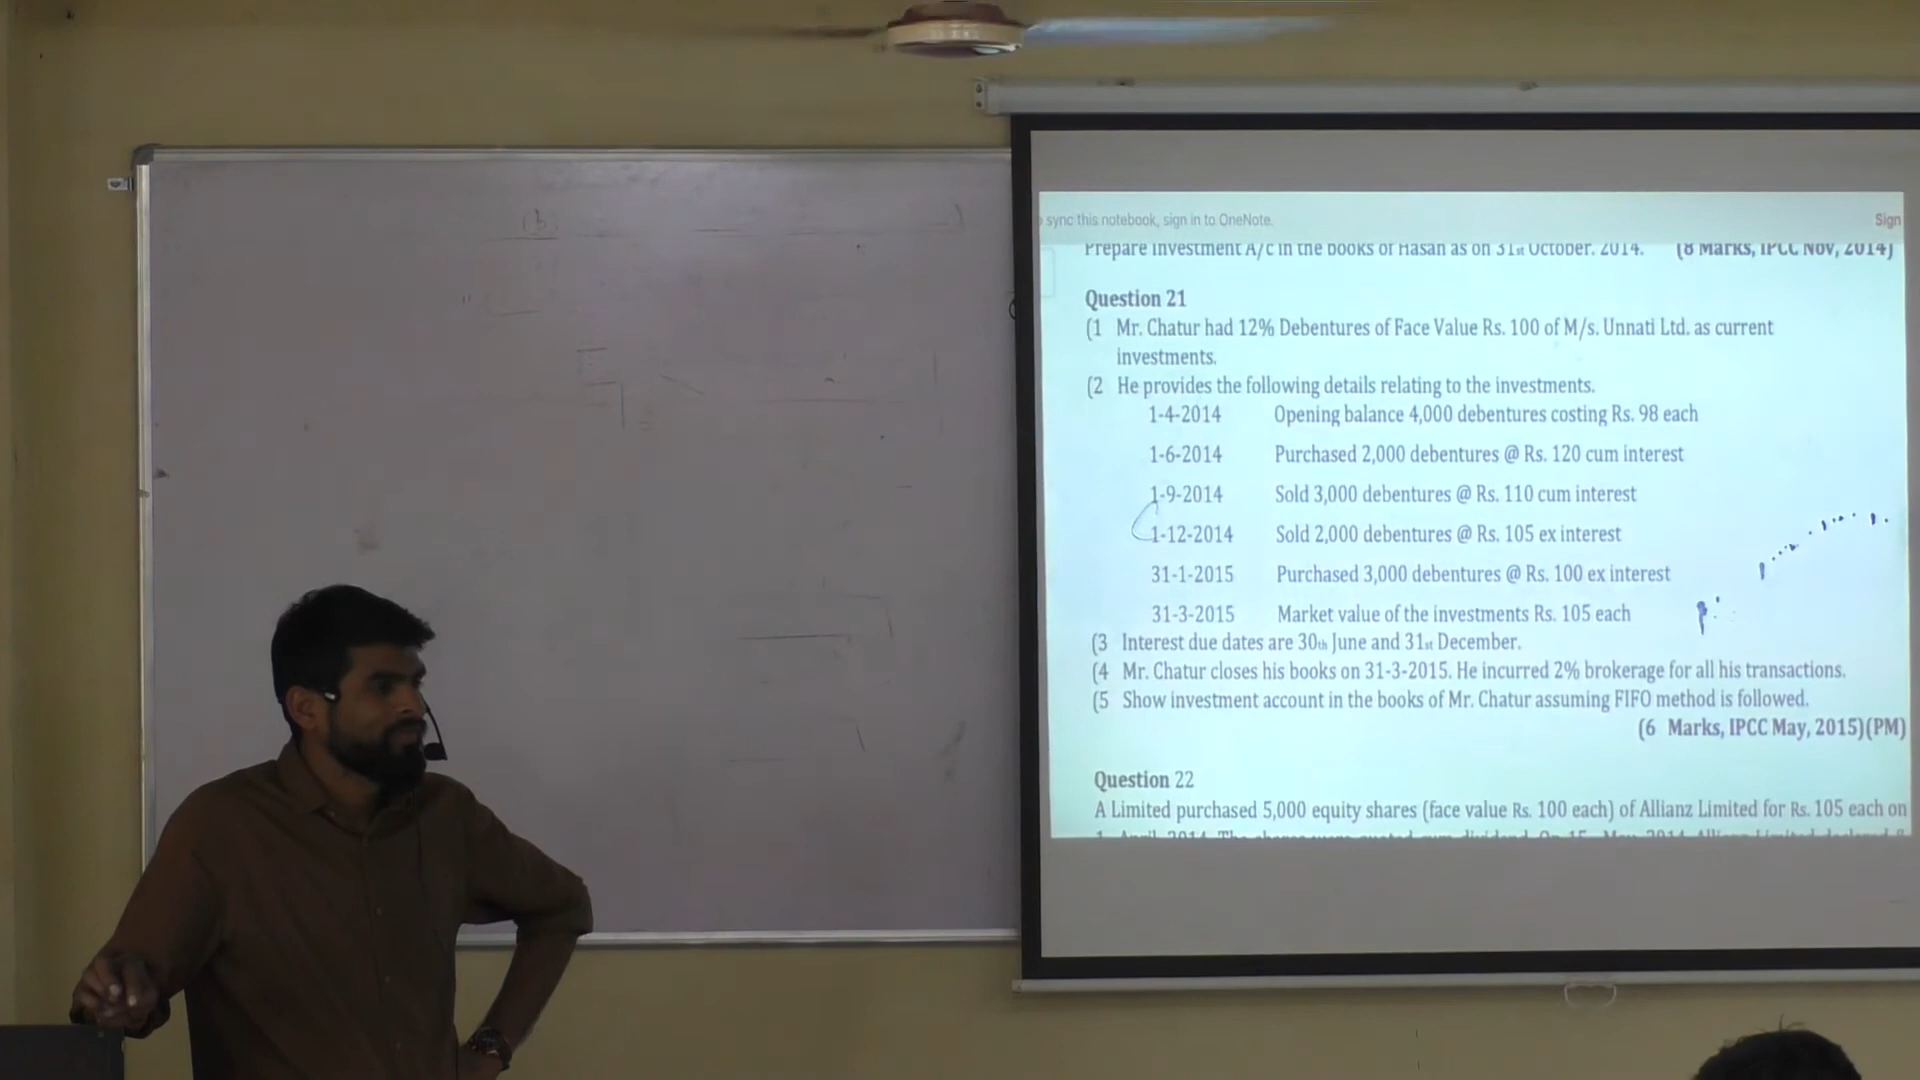 sync this notebook, sign in to OneNote.
Sign
Prepare Investment A/c in the books of Hasan as on 31st October. 2014. (8 Marks, IPCC Nov, 2014)
Question 21
(1 Mr. Chatur had 12% Debentures of Face Value Rs. 100 of M/s. Unnati Ltd. as current
investments.
(2 He provides the following details relating to the investments.
1-4-2014 Opening balance 4,000 debentures costing Rs. 98 each
1-6-2014 Purchased 2,000 debentures @ Rs. 120 cum interest
1-9-2014 Sold 3,000 debentures @ Rs. 110 cum interest
1-12-2014 Sold 2,000 debentures @ Rs. 105 ex interest
31-1-2015 Purchased 3,000 debentures @ Rs. 100 ex interest
31-3-2015 Market value of the investments Rs. 105 each
(3 Interest due dates are 30th June and 31st December.
(4 Mr. Chatur closes his books on 31-3-2015. He incurred 2% brokerage for all his transactions.
(5 Show investment account in the books of Mr. Chatur assuming FIFO method is followed.
(6 Marks, IPCC May, 2015)(PM)
Question 22
A Limited purchased 5,000 equity shares (face value Rs. 100 each) of Allianz Limited for Rs. 105 each on